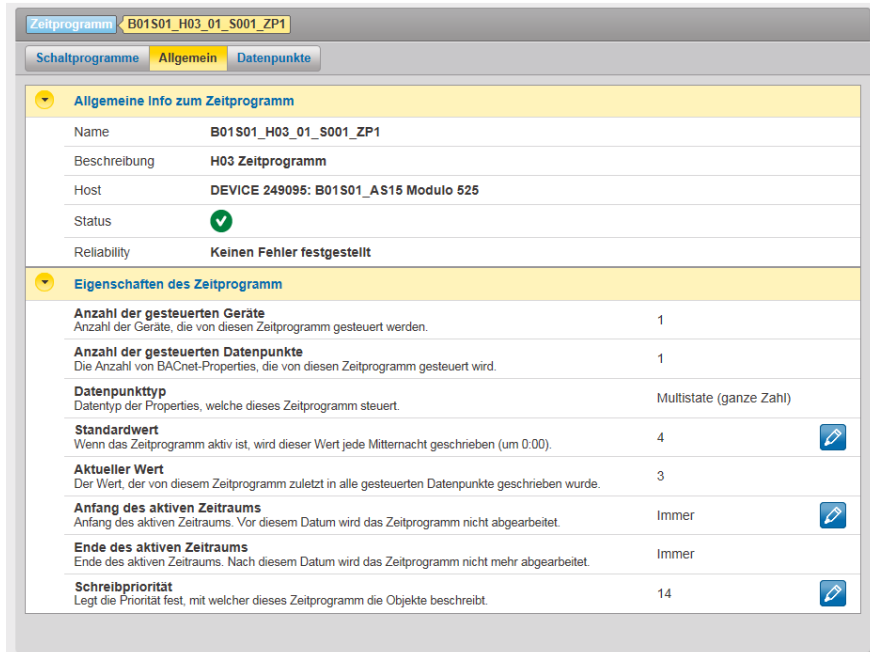 Zeitprogramm B01S01_H03_01_S001_ZP1
Schaltprogramme Allgemein Datenpunkte
Allgemeine Info zum Zeitprogramm
Name B01S01_H03_01_S001_ZP1
Beschreibung H03 Zeitprogramm
Host DEVICE 249095: B01S01_AS15 Modulo 525
Status
Reliability Keinen Fehler festgestellt
Eigenschaften des Zeitprogramm
Anzahl der gesteuerten Geräte
Anzahl der Geräte, die von diesen Zeitprogramm gesteuert werden.
1
Anzahl der gesteuerten Datenpunkte
Die Anzahl von BACnet-Properties, die von diesen Zeitprogramm gesteuert wird.
1
Datenpunkttyp
Datentyp der Properties, welche dieses Zeitprogramm steuert.
Multistate (ganze Zahl)
Standardwert
Wenn das Zeitprogramm aktiv ist, wird dieser Wert jede Mitternacht geschrieben (um 0:00).
4
Aktueller Wert
Der Wert, der von diesem Zeitprogramm zuletzt in alle gesteuerten Datenpunkte geschrieben wurde.
3
Anfang des aktiven Zeitraums
Anfang des aktiven Zeitraums. Vor diesem Datum wird das Zeitprogramm nicht abgearbeitet.
Immer
Ende des aktiven Zeitraums
Ende des aktiven Zeitraums. Nach diesem Datum wird das Zeitprogramm nicht mehr abgearbeitet.
Immer
Schreibpriorität
Legt die Priorität fest, mit welcher dieses Zeitprogramm die Objekte beschreibt.
14